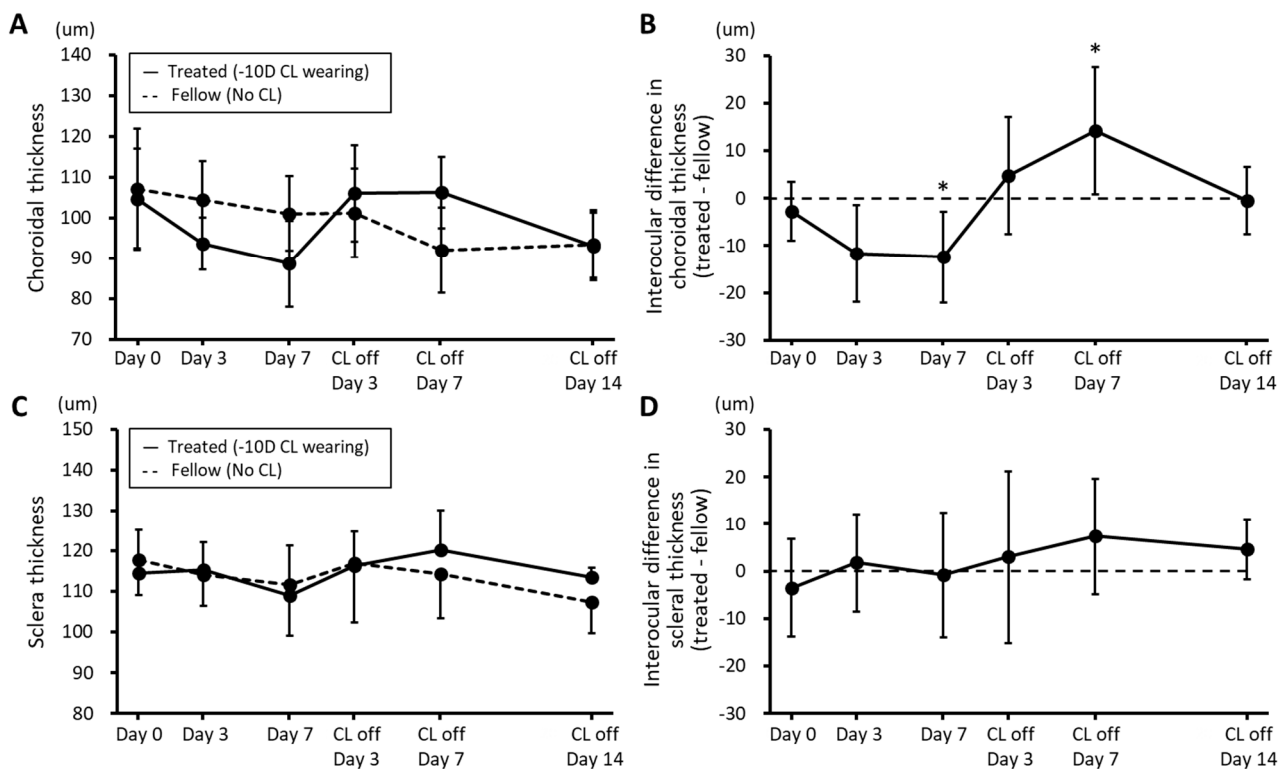 A
(um)
140
130
120
110
100
90
80
70
Choroidal thickness
— Treated (-10D CL wearing)
--- Fellow (No CL)
Day 0
Day 3
Day 7
CL off
Day 3
CL off
Day 7
CL off
Day 14
B
(um)
30
20
10
0
-10
-20
-30
Interocular difference in
choroidal thickness
(treated - fellow)
*
*
Day 0
Day 3
Day 7
CL off
Day 3
CL off
Day 7
CL off
Day 14
C
(um)
150
140
130
120
110
100
90
80
Sclera thickness
— Treated (-10D CL wearing)
--- Fellow (No CL)
Day 0
Day 3
Day 7
CL off
Day 3
CL off
Day 7
CL off
Day 14
D
(um)
30
20
10
0
-10
-20
-30
Interocular difference in
scleral thickness
(treated - fellow)
Day 0
Day 3
Day 7
CL off
Day 3
CL off
Day 7
CL off
Day 14